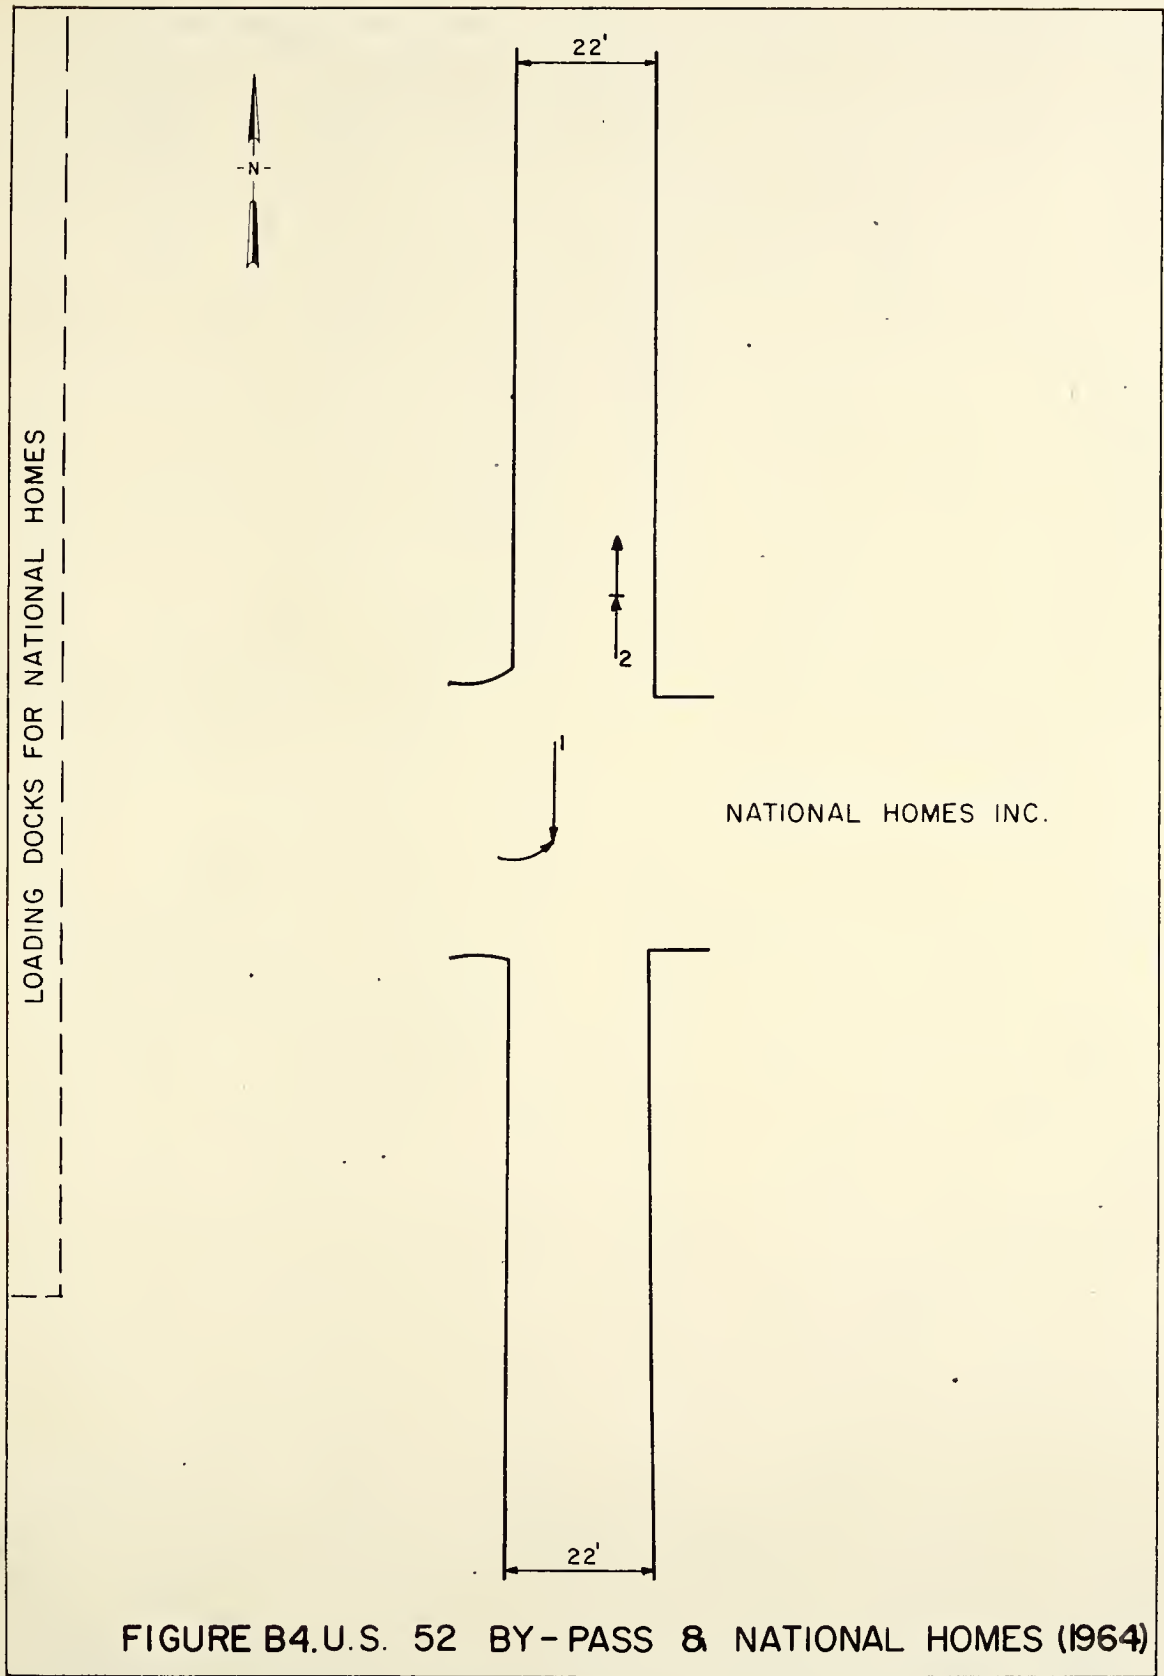 22'
-N-
LOADING DOCKS FOR NATIONAL HOMES
2
1
NATIONAL HOMES INC.
22'
FIGURE B4. U.S. 52 BY-PASS & NATIONAL HOMES (1964)